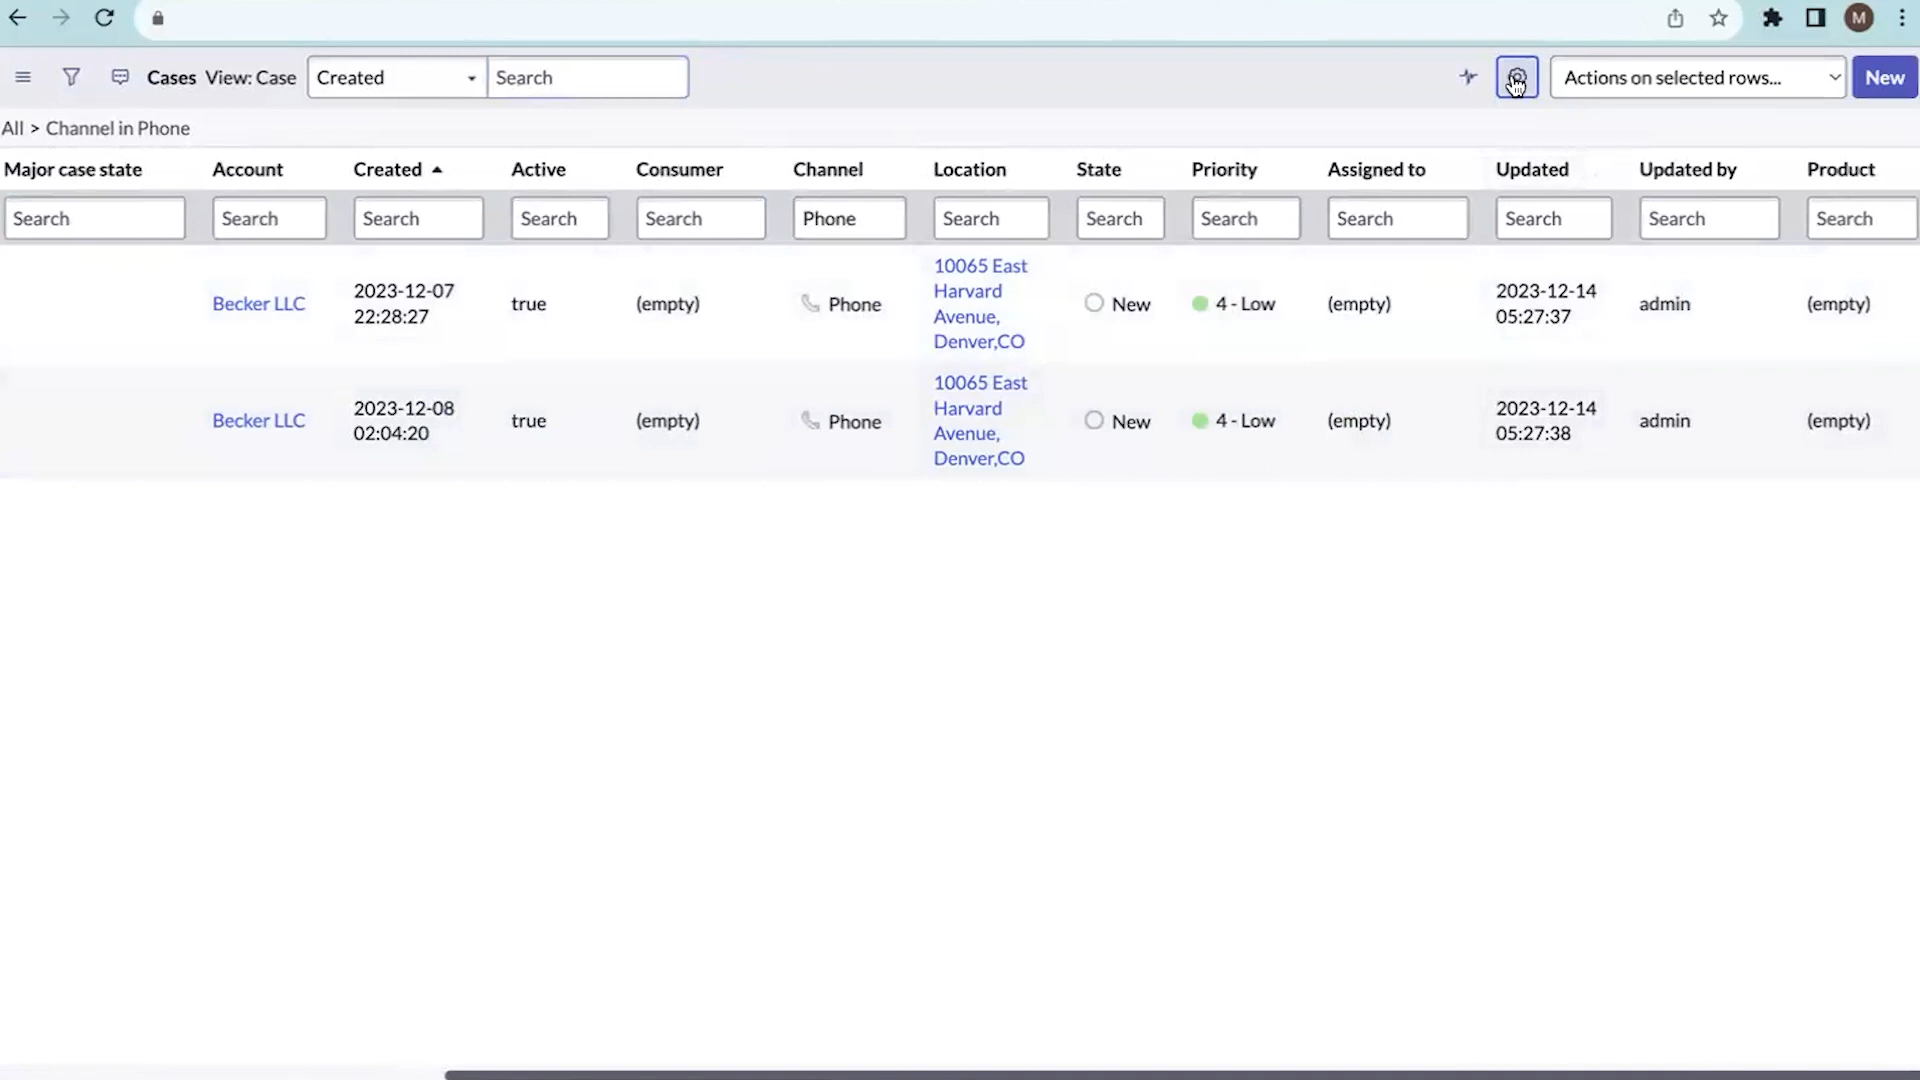 M
Cases View: Case Created Search Actions on selected rows... New
All > Channel in Phone
Major case state Account Created Active Consumer Channel Location State Priority Assigned to Updated Updated by Product
Search Search Search Search Search Phone Search Search Search Search Search Search Search
Becker LLC 2023-12-07 22:28:27 true (empty) Phone 10065 East Harvard Avenue, Denver,CO New 4 - Low (empty) 2023-12-14 05:27:37 admin (empty)
Becker LLC 2023-12-08 02:04:20 true (empty) Phone 10065 East Harvard Avenue, Denver,CO New 4 - Low (empty) 2023-12-14 05:27:38 admin (empty)